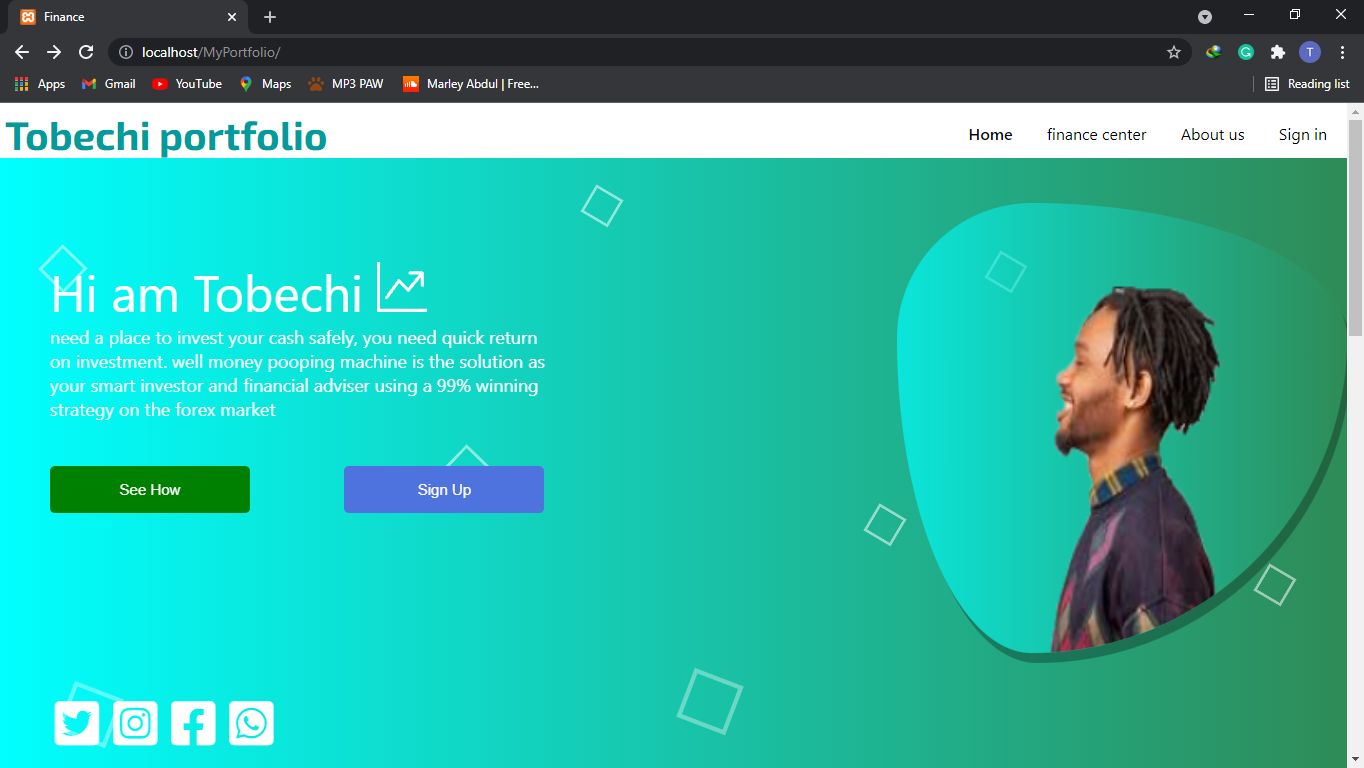 Finance
localhost/MyPortfolio/
T
Apps
Gmail
YouTube
Maps
MP3 PAW
Marley Abdul | Free...
Reading list
Tobechi portfolio
Home
finance center
About us
Sign in
Hi am Tobechi
need a place to invest your cash safely, you need quick return
on investment. well money pooping machine is the solution as
your smart investor and financial adviser using a 99% winning
strategy on the forex market
See How
Sign Up